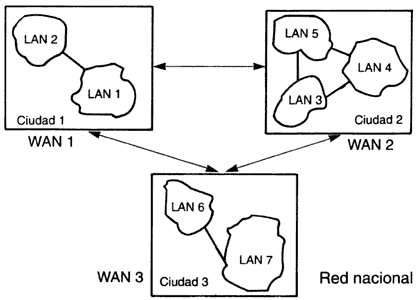 LAN 2
LAN 1
Ciudad 1
WAN 1
LAN 5
LAN 4
LAN 3
Ciudad 2
WAN 2
LAN 6
LAN 7
Ciudad 3
WAN 3
Red nacional